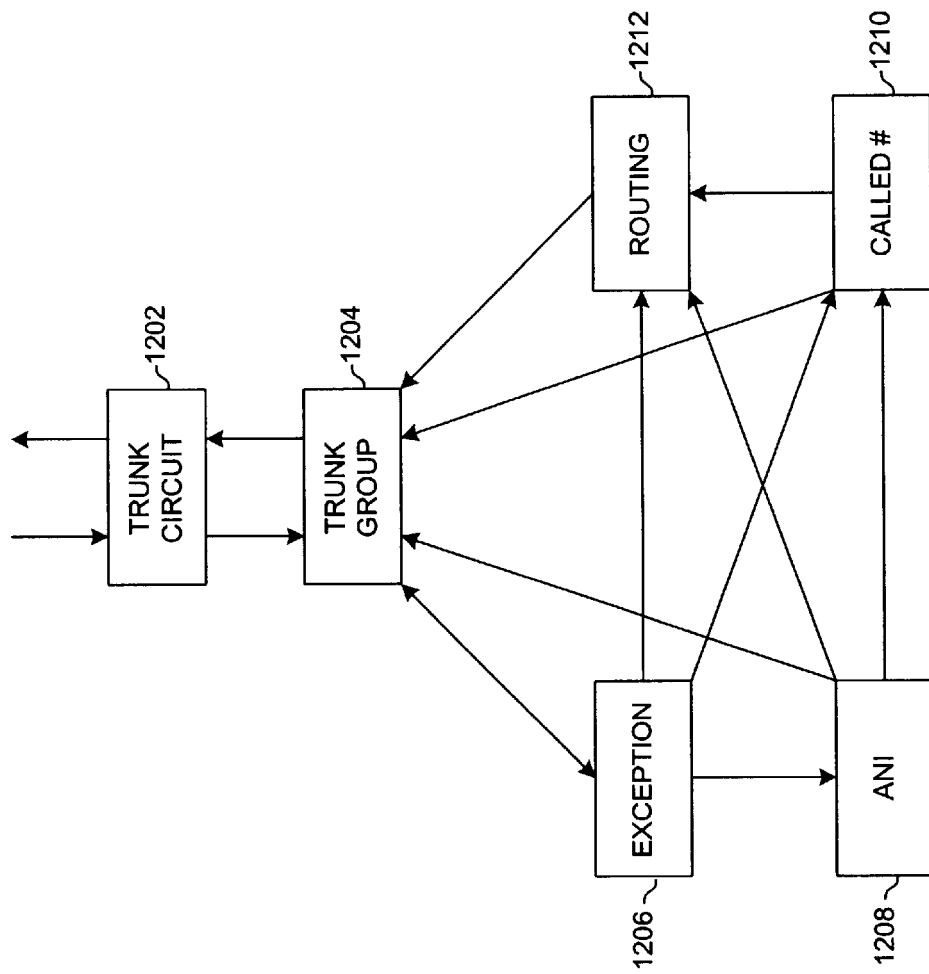 TRUNK
CIRCUIT
1202
TRUNK
GROUP
1204
EXCEPTION
1206
ROUTING
1212
ANI
1208
CALLED #
1210